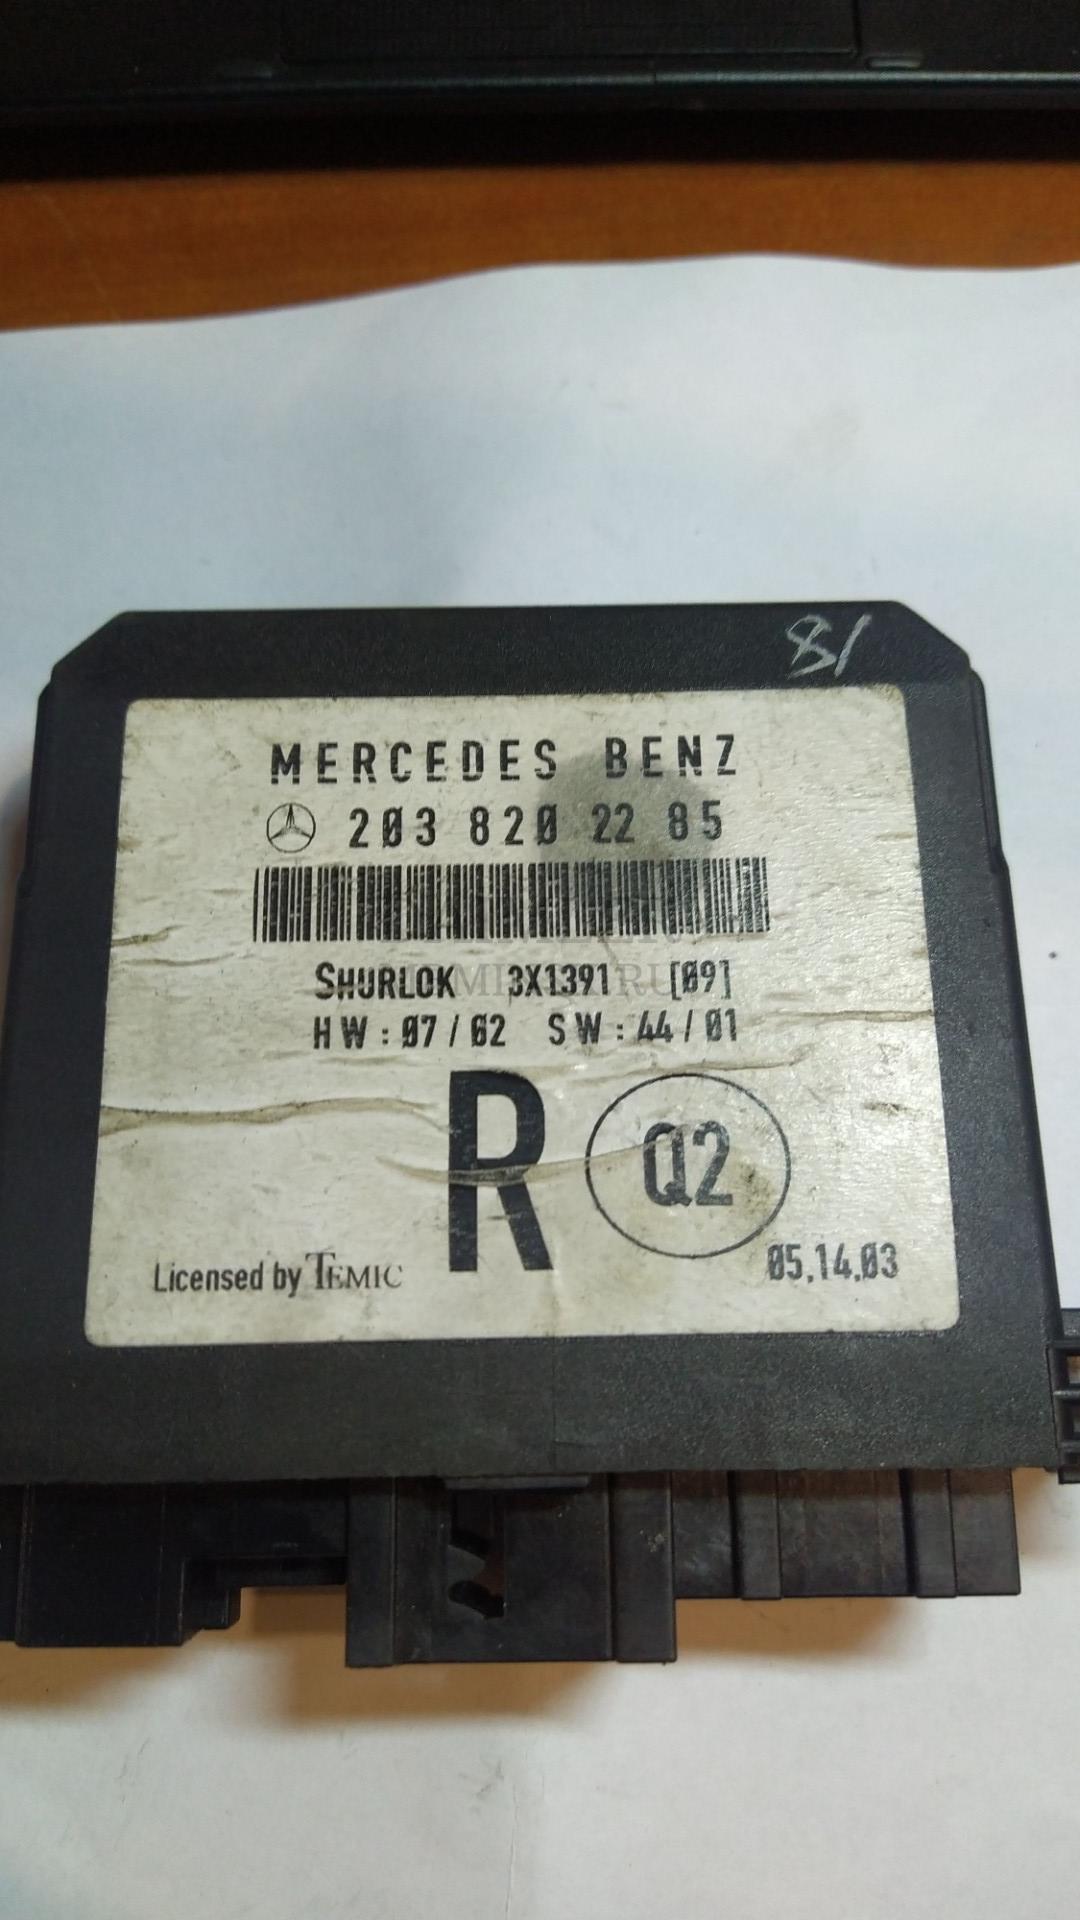 81
MERCEDES BENZ
203 820 22 85
SHURLOK 3X1391 [09]
HW: 07/02 SW: 44/01
R Q2
Licensed by TEMIC 05.14.03